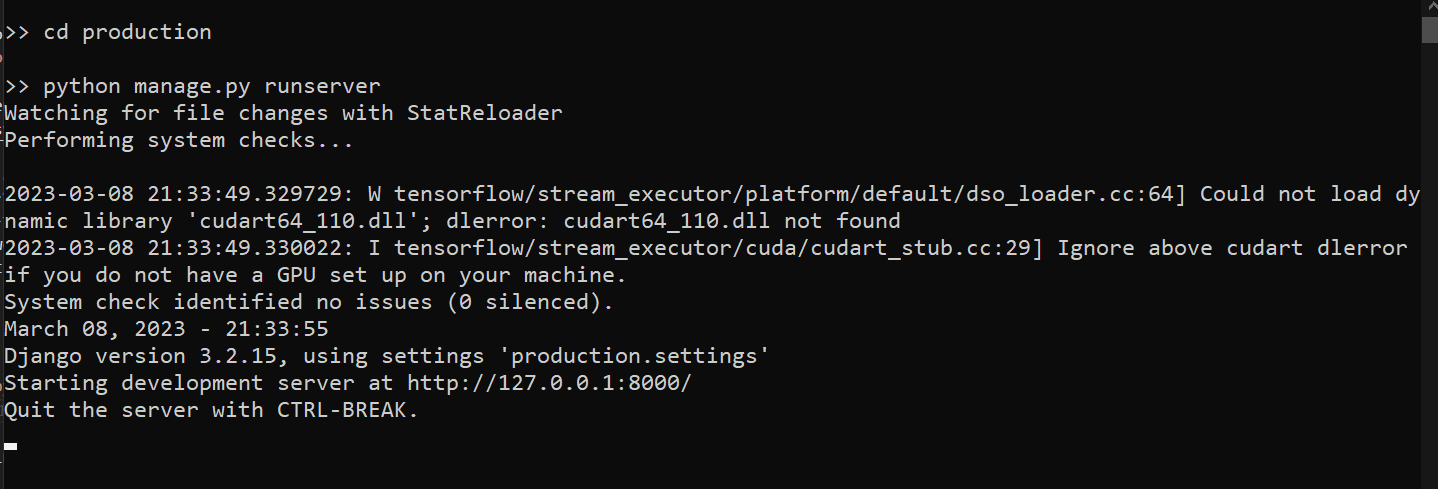 >> cd production
>> python manage.py runserver
Watching for file changes with StatReloader
Performing system checks...
2023-03-08 21:33:49.329729: W tensorflow/stream_executor/platform/default/dso_loader.cc:64] Could not load dy
namic library 'cudart64_110.dll'; dlerror: cudart64_110.dll not found
2023-03-08 21:33:49.330022: I tensorflow/stream_executor/cuda/cudart_stub.cc:29] Ignore above cudart dlerror
if you do not have a GPU set up on your machine.
System check identified no issues (0 silenced).
March 08, 2023 - 21:33:55
Django version 3.2.15, using settings 'production.settings'
Starting development server at http://127.0.0.1:8000/
Quit the server with CTRL-BREAK.